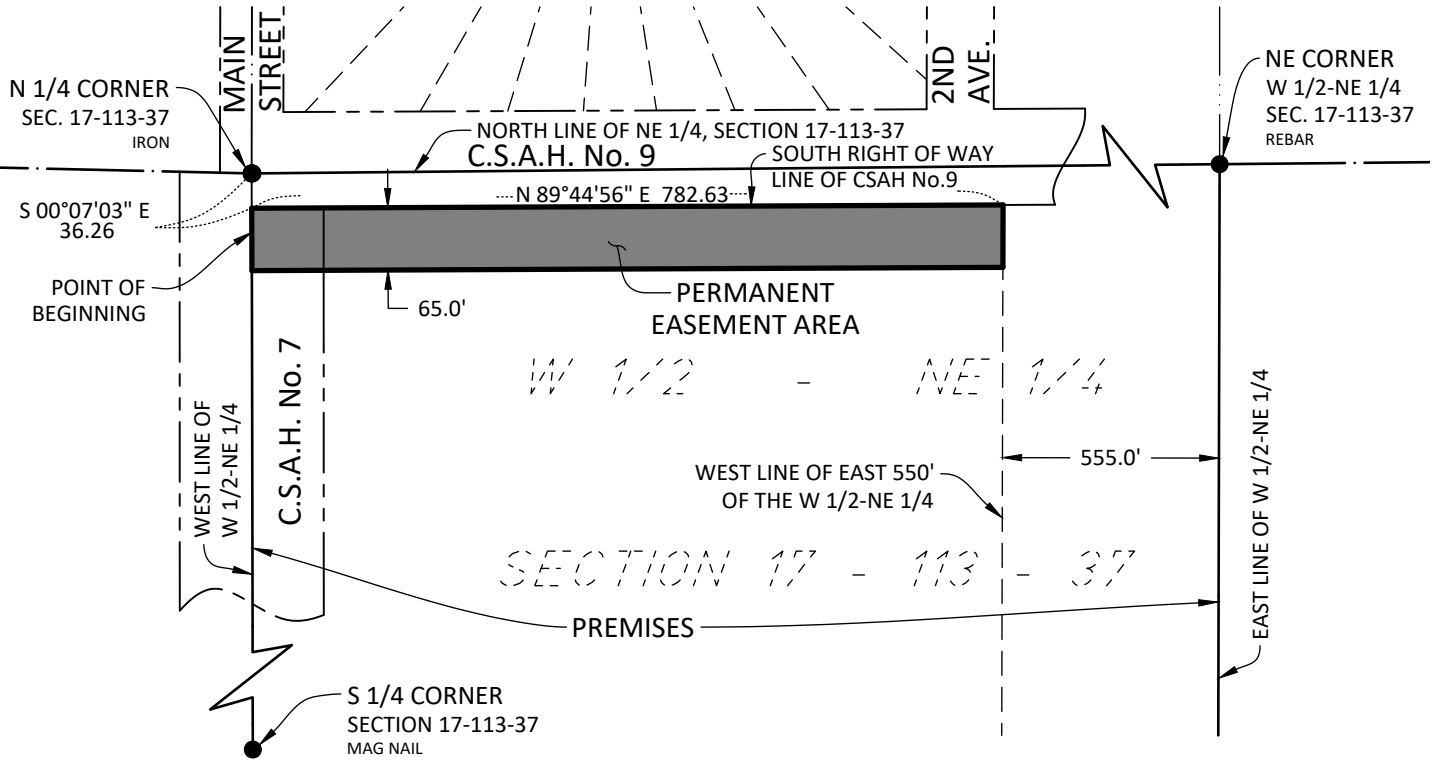 MAIN
STREET
2ND
AVE.
N 1/4 CORNER
SEC. 17-113-37
IRON
NE CORNER
W 1/2-NE 1/4
SEC. 17-113-37
REBAR
NORTH LINE OF NE 1/4, SECTION 17-113-37
C.S.A.H. No. 9
SOUTH RIGHT OF WAY
LINE OF CSAH No.9
N 89°44'56" E 782.63
S 00°07'03" E
36.26
POINT OF
BEGINNING
65.0'
PERMANENT
EASEMENT AREA
W 1/2 - NE 1/4
C.S.A.H. No. 7
WEST LINE OF
W 1/2-NE 1/4
WEST LINE OF EAST 550'
OF THE W 1/2-NE 1/4
555.0'
EAST LINE OF W 1/2-NE 1/4
SECTION 17 - 113 - 37
PREMISES
S 1/4 CORNER
SECTION 17-113-37
MAG NAIL